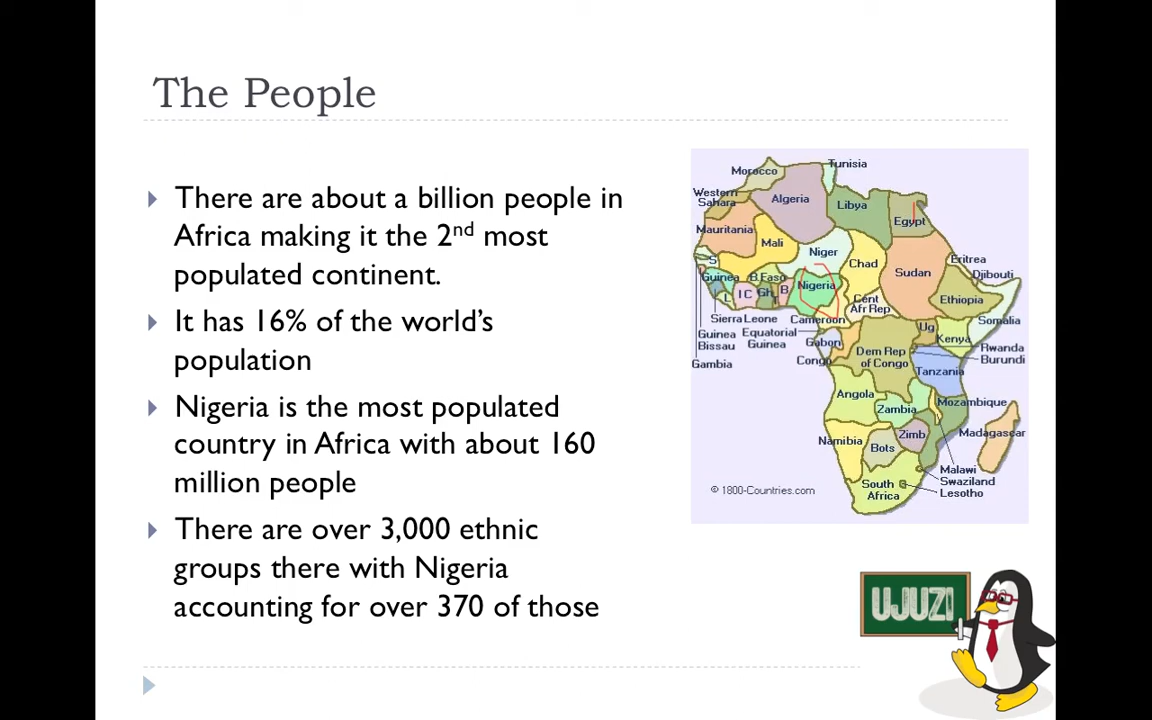 The People
There are about a billion people in
Africa making it the 2nd most
populated continent.
It has 16% of the world's
population
Nigeria is the most populated
country in Africa with about 160
million people
There are over 3,000 ethnic
groups there with Nigeria
accounting for over 370 of those
Tunisia
Morocco
Western
Sahara
Algeria
Libya
Egypt
Mauritania
Mali
Niger
Chad
Sudan
Eritrea
Djibouti
S
Guinea
B Faso
Nigeria
Ethiopia
I C
Gh
T
B
L
Cent
Afr Rep
Somalia
Sierra Leone
Cameroon
Ug
Kenya
Guinea
Bissau
Equatorial
Guinea
Gabon
Congo
Dem Rep
of Congo
Rwanda
Burundi
Gambia
Tanzania
Angola
Zambia
Mozambique
Namibia
Zimb
Madagascar
Bots
Malawi
Swaziland
Lesotho
South
Africa
© 1800-Countries.com
UJUZI